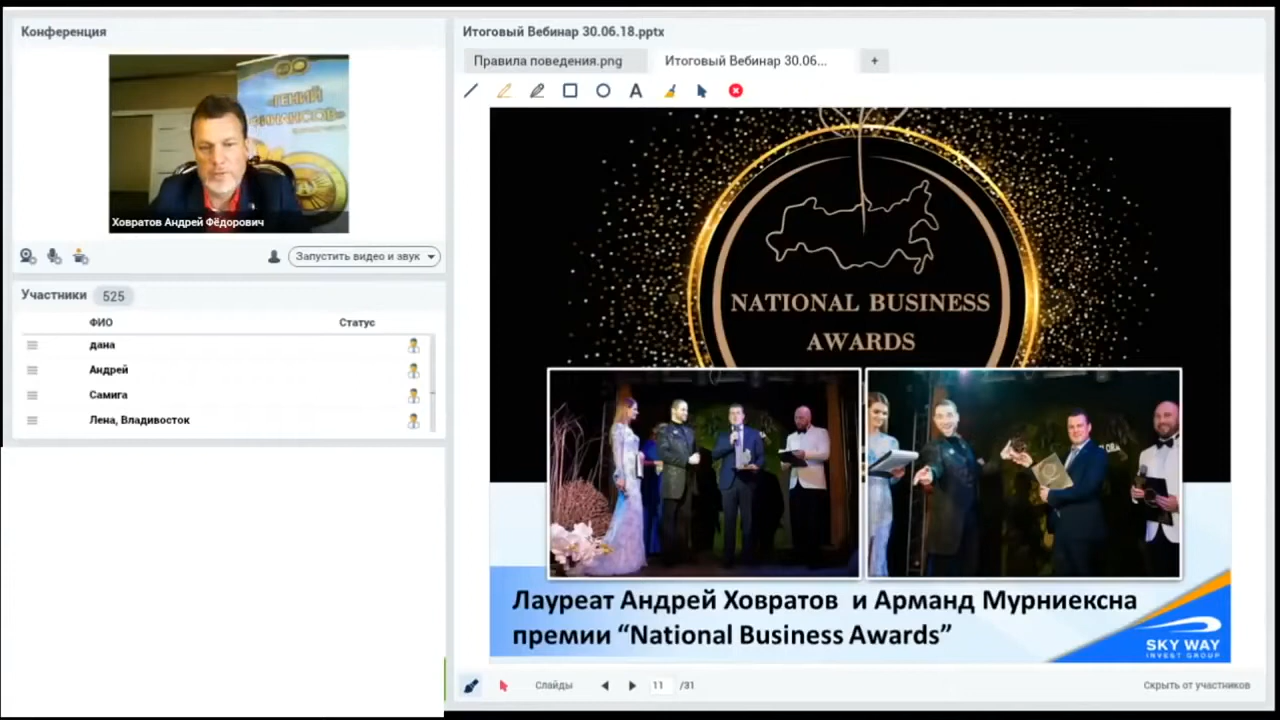 Конференция
«ГЕНИЙ
ФИНАНСОВ»
Ховратов Андрей Фёдорович
Запустить видео и звук
Участники 525
ФИО Статус
дана
Андрей
Самига
Лена, Владивосток
Итоговый Вебинар 30.06.18.pptx
Правила поведения.png Итоговый Вебинар 30.06... +
A
NATIONAL BUSINESS
AWARDS
Лауреат Андрей Ховратов и Арманд Мурниексна
премии “National Business Awards”
SKY WAY
INVEST GROUP
Слайды 11 /31 Скрыть от участников